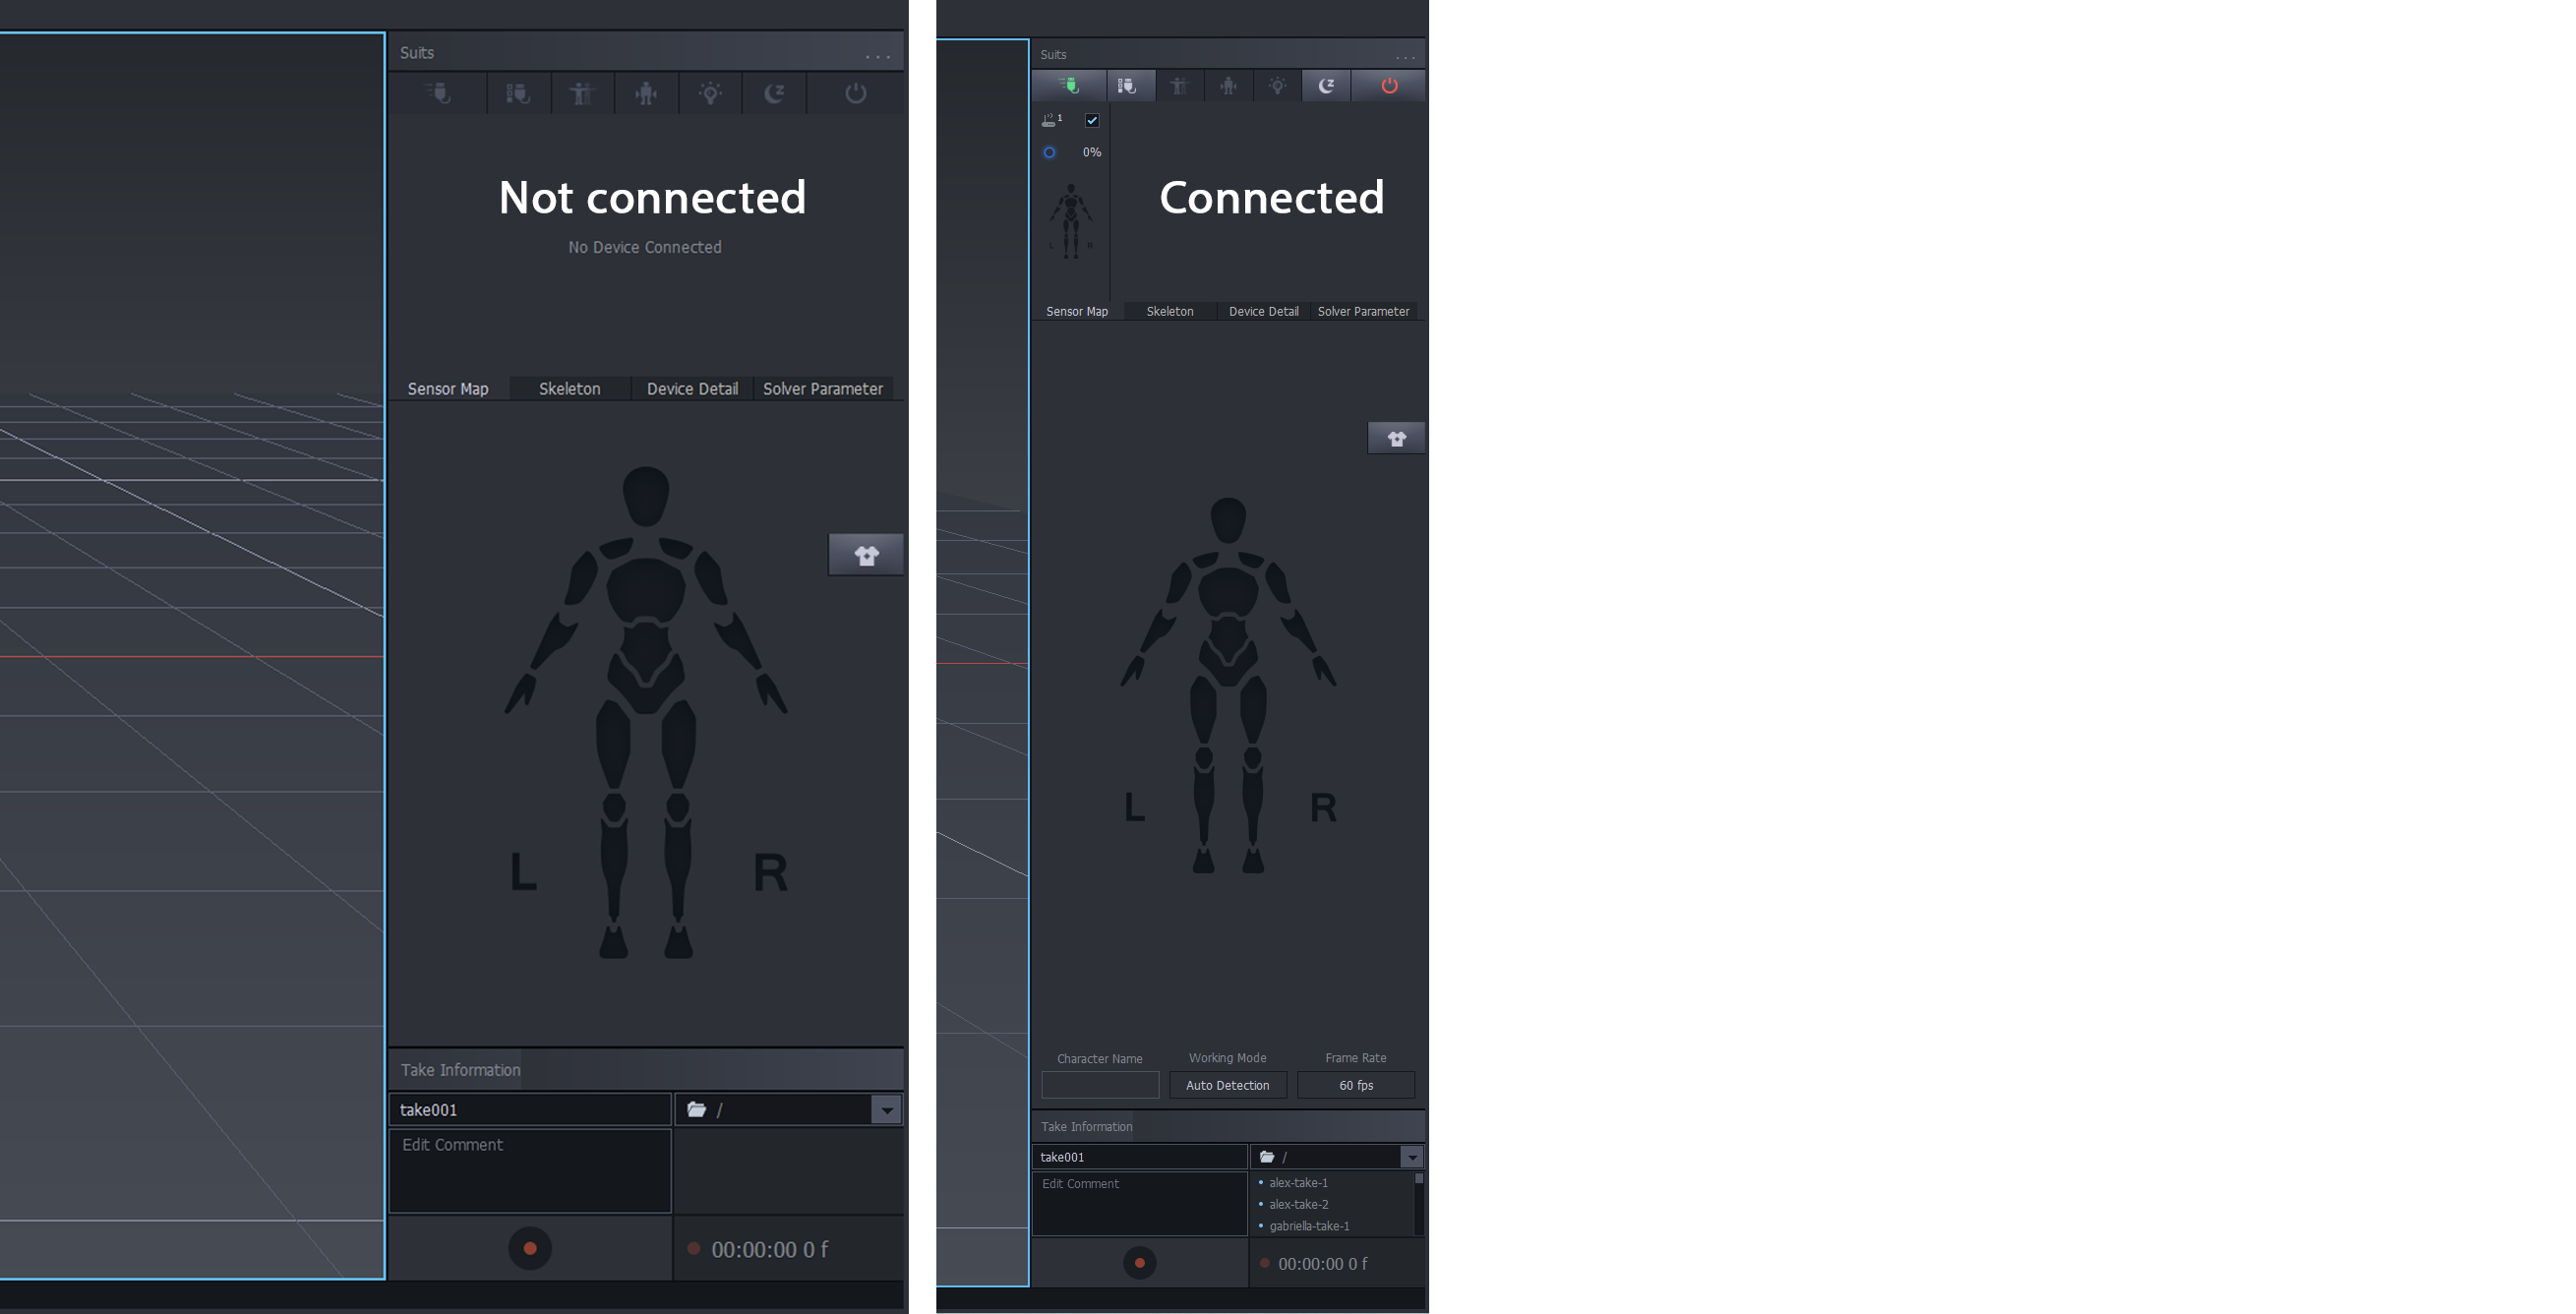 Suits
...
Not connected
No Device Connected
Sensor Map
Skeleton
Device Detail
Solver Parameter
L
R
Take Information
take001
/
Edit Comment
00:00:00 0 f
Suits
...
1
0%
Connected
L
R
Sensor Map
Skeleton
Device Detail
Solver Parameter
L
R
Character Name
Working Mode
Frame Rate
Auto Detection
60 fps
Take Information
take001
/
Edit Comment
• alex-take-1
• alex-take-2
• gabriella-take-1
00:00:00 0 f